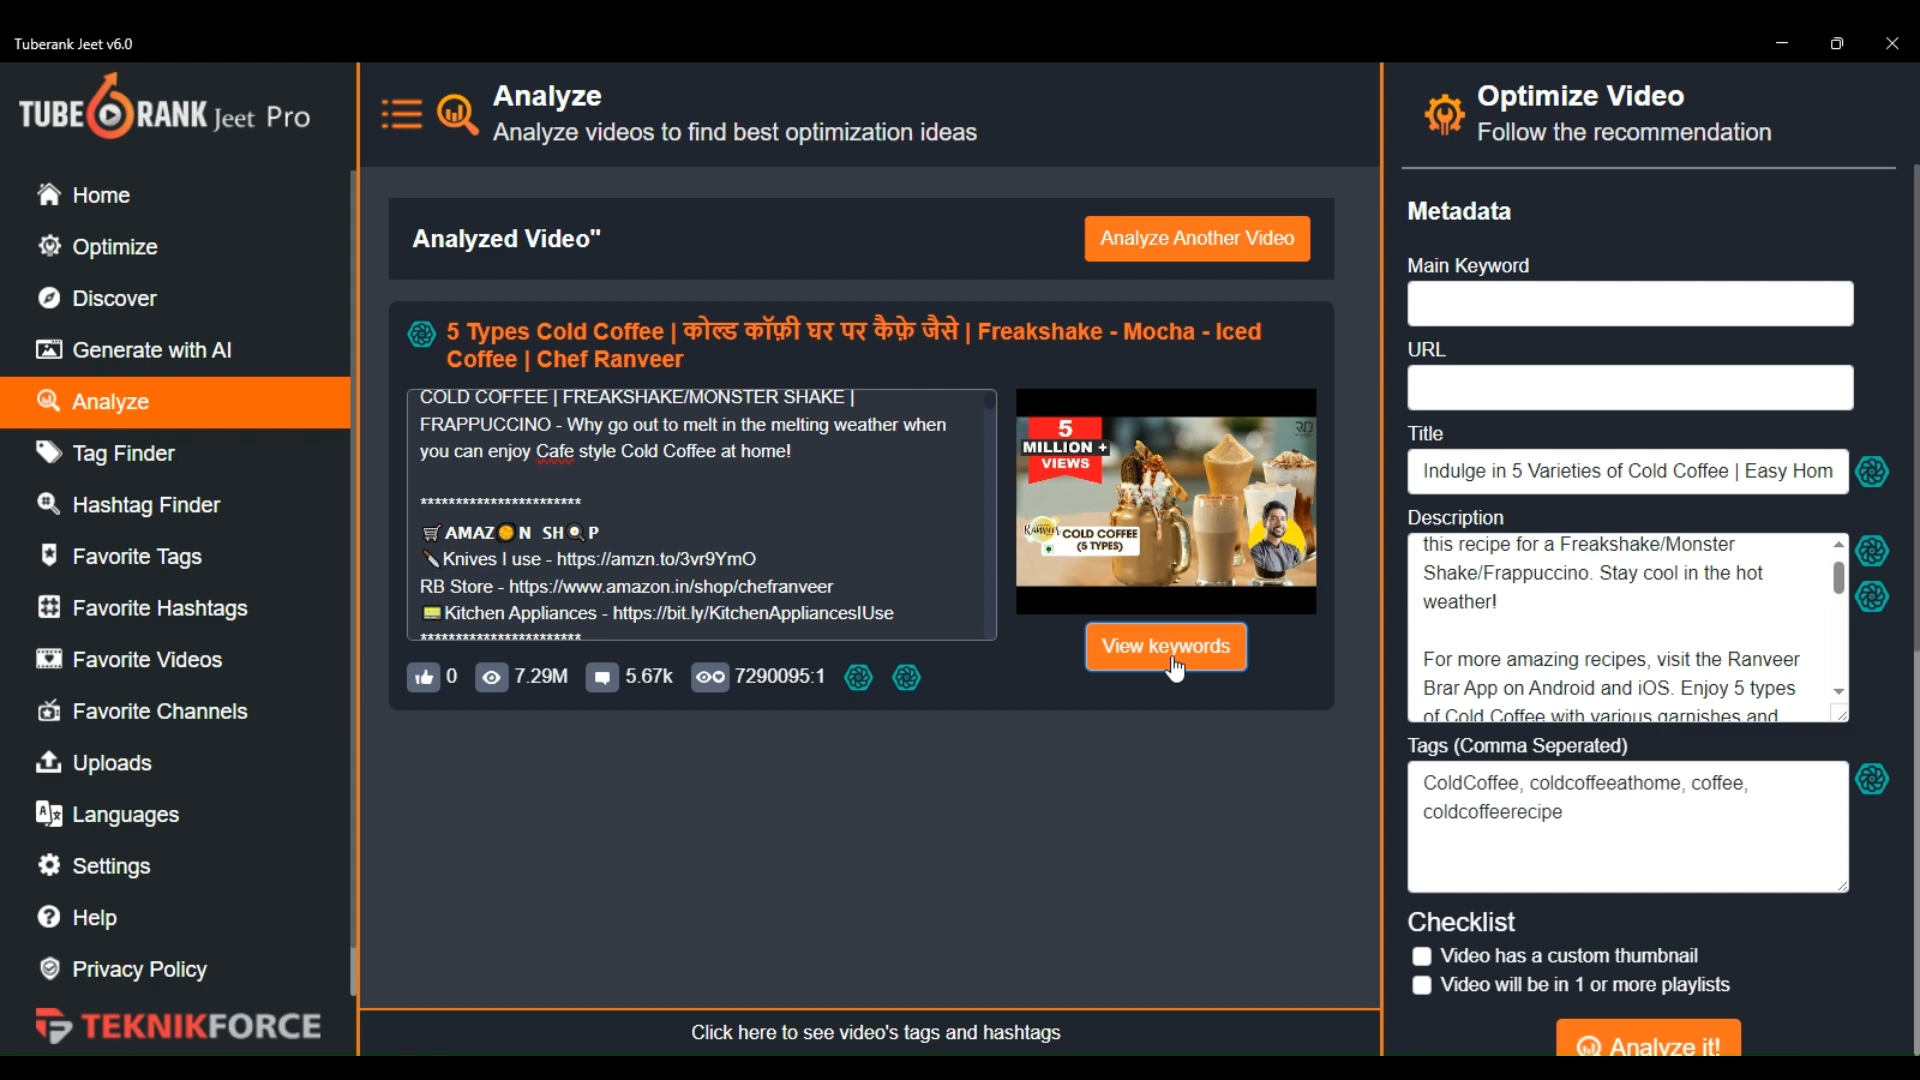 Tuberank Jeet v6.0
TUBE RANK Jeet Pro
Home
Optimize
Discover
Generate with AI
Analyze
Tag Finder
Hashtag Finder
Favorite Tags
Favorite Hashtags
Favorite Videos
Favorite Channels
Uploads
Languages
Settings
Help
Privacy Policy
TEKNIKFORCE
Analyze
Analyze videos to find best optimization ideas
Analyzed Video"
Analyze Another Video
5 Types Cold Coffee | कोल्ड कॉफ़ी घर पर कैफ़े जैसे | Freakshake - Mocha - Iced
Coffee | Chef Ranveer
COLD COFFEE | FREAKSHAKE/MONSTER SHAKE |
FRAPPUCCINO - Why go out to melt in the melting weather when
you can enjoy Cafe style Cold Coffee at home!
***********************
🛒AMAZ🟠N SH🔍P
🔪Knives I use - https://amzn.to/3vr9YmO
RB Store - https://www.amazon.in/shop/chefranveer
📟Kitchen Appliances - https://bit.ly/KitchenAppliancesIUse
***********************
5
MILLION +
VIEWS
COLD COFFEE
(5 TYPES)
View keywords
0 7.29M 5.67k 7290095:1
Click here to see video's tags and hashtags
Optimize Video
Follow the recommendation
Metadata
Main Keyword
URL
Title
Indulge in 5 Varieties of Cold Coffee | Easy Hom
Description
this recipe for a Freakshake/Monster
Shake/Frappuccino. Stay cool in the hot
weather!
For more amazing recipes, visit the Ranveer
Brar App on Android and iOS. Enjoy 5 types
of Cold Coffee with various garnishes and
Tags (Comma Seperated)
ColdCoffee, coldcoffeeathome, coffee,
coldcoffeerecipe
Checklist
Video has a custom thumbnail
Video will be in 1 or more playlists
Analyze it!